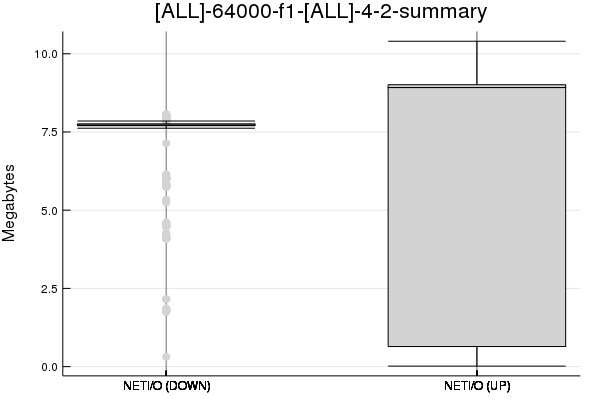 [ALL]-64000-f1-[ALL]-4-2-summary
10.0
7.5
5.0
2.5
0.0
Megabytes
NETI/O (DOWN)
NETI/O (UP)